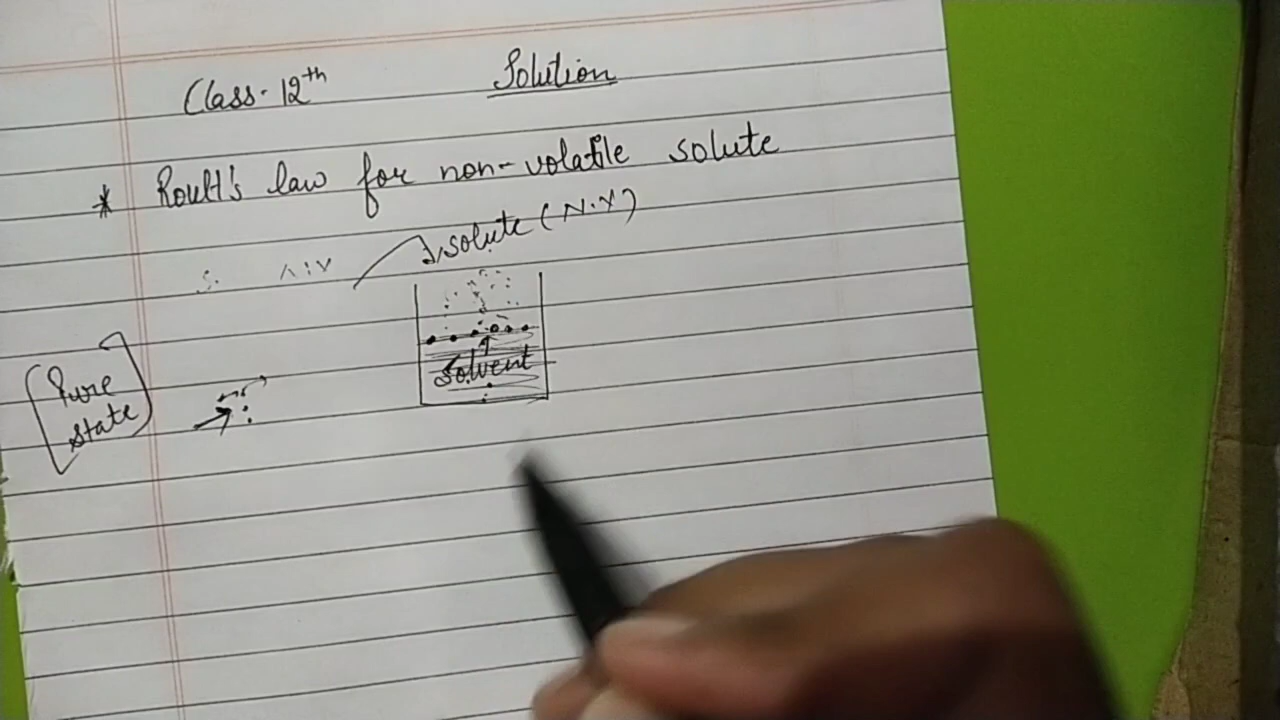 Class. 12th
Solution
* Roult's law for non-volatile solute
solute (N.V)
Solvent
[Pure
state]